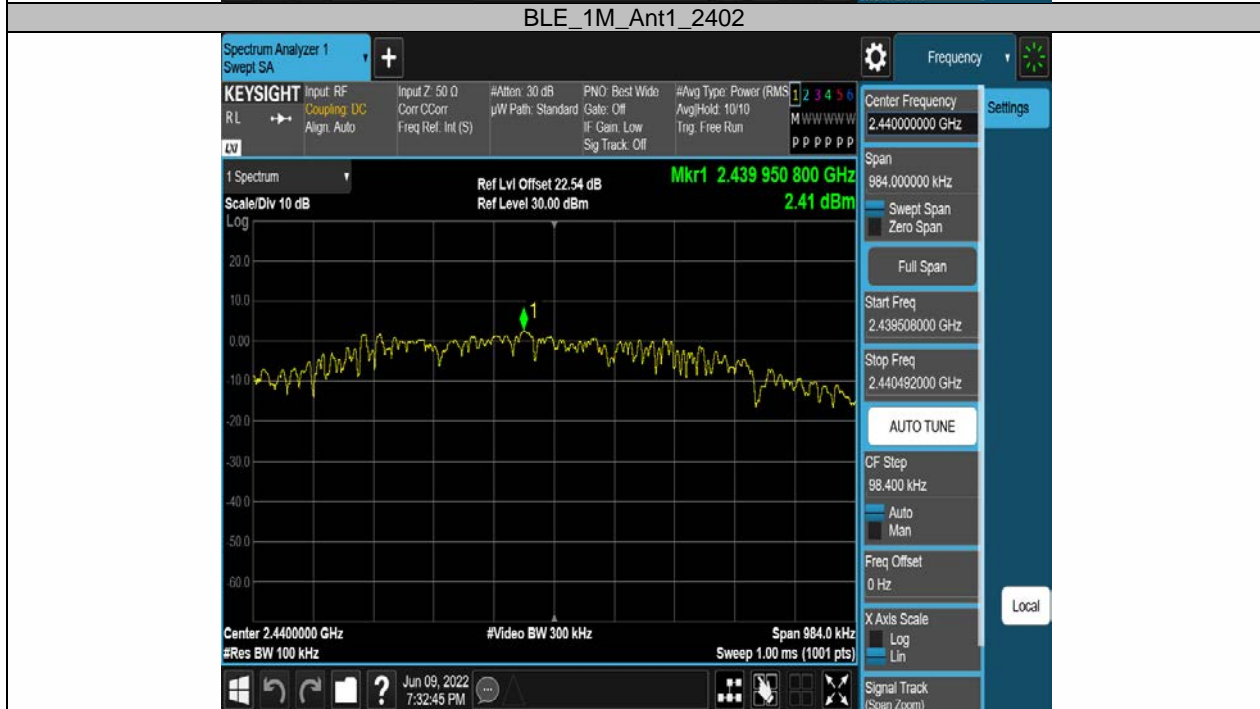 BLE_1M_Ant1_2402
Spectrum Analyzer 1
Swept SA
+
Frequency
KEYSIGHT
RL
LXI
Input: RF
Coupling: DC
Align: Auto
Input Z: 50 Ω
Corr CCorr
Freq Ref: Int (S)
#Atten: 30 dB
µW Path: Standard
PNO: Best Wide
Gate: Off
IF Gain: Low
Sig Track: Off
#Avg Type: Power (RMS
Avg|Hold: 10/10
Trig: Free Run
1 2 3 4 5 6
M W W W W W
P P P P P P
Center Frequency
2.440000000 GHz
Settings
1 Spectrum
Scale/Div 10 dB
Log
Ref Lvl Offset 22.54 dB
Ref Level 30.00 dBm
Mkr1 2.439 950 800 GHz
2.41 dBm
Span
984.000000 kHz
Swept Span
Zero Span
Full Span
Start Freq
2.439508000 GHz
Stop Freq
2.440492000 GHz
AUTO TUNE
CF Step
98.400 kHz
Auto
Man
Freq Offset
0 Hz
X Axis Scale
Log
Lin
Signal Track
(Span Zoom)
Local
20.0
10.0
1
0.00
-10.0
-20.0
-30.0
-40.0
-50.0
-60.0
Center 2.4400000 GHz
#Res BW 100 kHz
#Video BW 300 kHz
Span 984.0 kHz
Sweep 1.00 ms (1001 pts)
?
Jun 09, 2022
7:32:45 PM